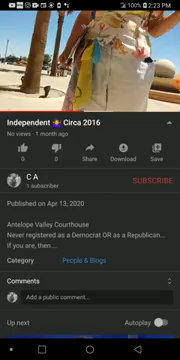 100% 2:23 PM
Independent 🤷‍♀️ Circa 2016
No views · 1 month ago
0 0 Share Download Save
C A
1 subscriber
SUBSCRIBE
Published on Apr 13, 2020
Antelope Valley Courthouse
Never registered as a Democrat OR as a Republican...
If you are, then....
Category People & Blogs
Comments
Add a public comment...
Up next Autoplay